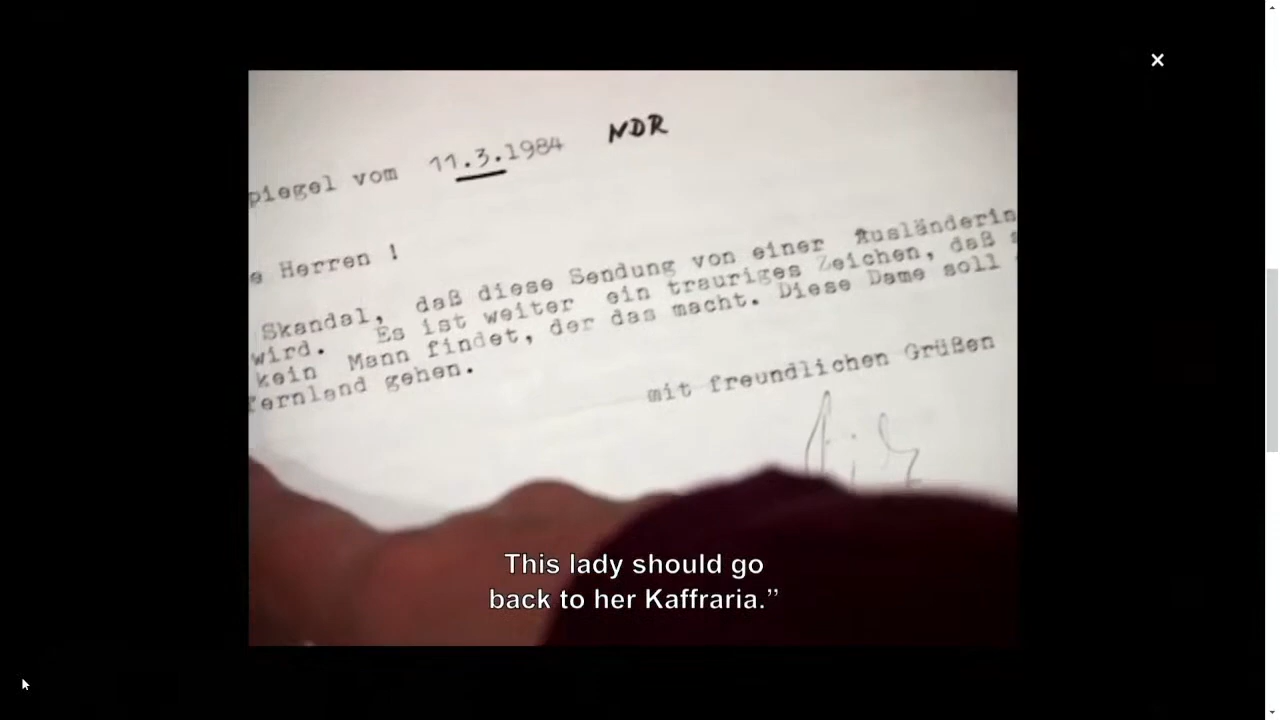 piegel vom 11.3.1984 NDR
e Herren !
Skandal, daß diese Sendung von einer Ausländerin
wird. Es ist weiter ein trauriges Zeichen, daß s
kein Mann findet, der das macht. Diese Dame soll
fernland gehen.
mit freundlichen Grüßen
This lady should go
back to her Kaffraria.”